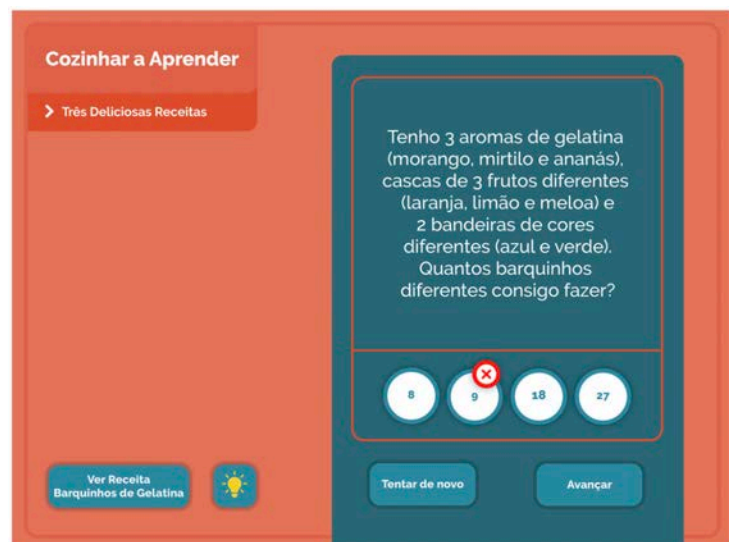 Cozinhar a Aprender
Três Deliciosas Receitas
Tenho 3 aromas de gelatina
(morango, mirtilo e ananás),
cascas de 3 frutos diferentes
(laranja, limão e meloa) e
2 bandeiras de cores
diferentes (azul e verde).
Quantos barquinhos
diferentes consigo fazer?
8
9
18
27
Ver Receita
Barquinhos de Gelatina
Tentar de novo
Avançar